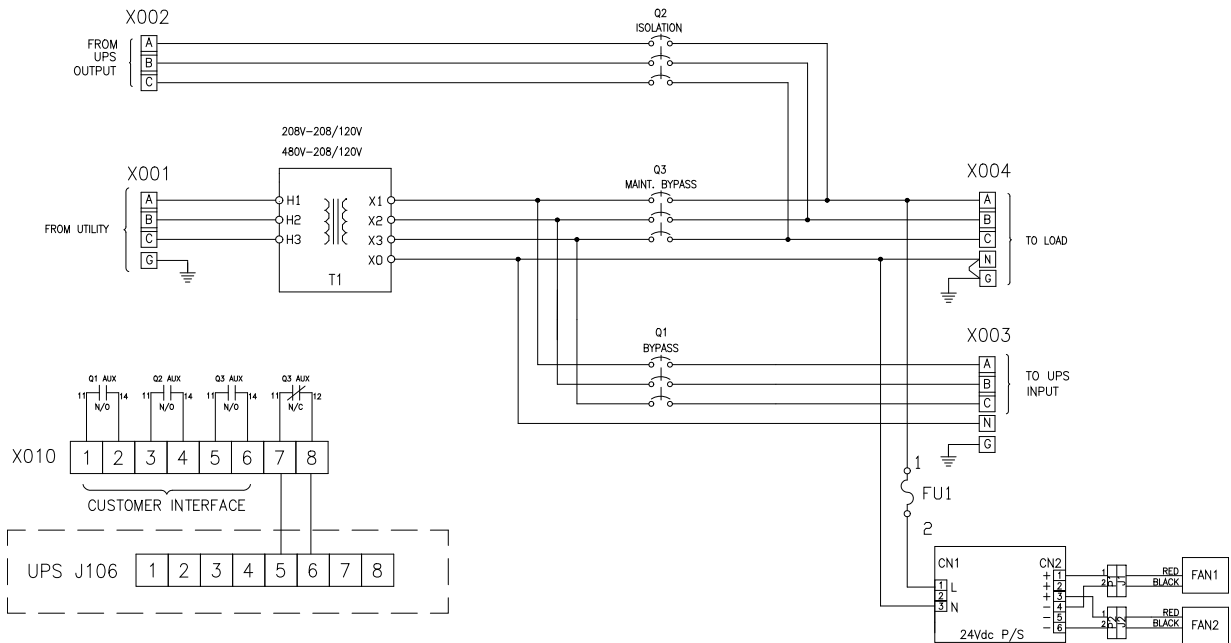 X002
Q2
ISOLATION
FROM
UPS
OUTPUT
A
B
C
208V-208/120V
480V-208/120V
X001
Q3
MAINT. BYPASS
X004
FROM UTILITY
A
B
C
G
H1
H2
H3
X1
X2
X3
X0
T1
A
B
C
N
G
TO LOAD
Q1
BYPASS
X003
A
B
C
N
G
TO UPS
INPUT
Q1 AUX
11 14
N/O
Q2 AUX
11 14
N/O
Q3 AUX
11 14
N/O
Q3 AUX
11 12
N/C
X010 1 2 3 4 5 6 7 8
CUSTOMER INTERFACE
UPS J106 1 2 3 4 5 6 7 8
1
FU1
2
CN1
1 L
2
3 N
CN2
+ 1
+ 2
+ 3
- 4
- 5
- 6
24Vdc P/S
1
2
P1
J1
RED
BLACK
FAN1
1
2
P2
J2
RED
BLACK
FAN2